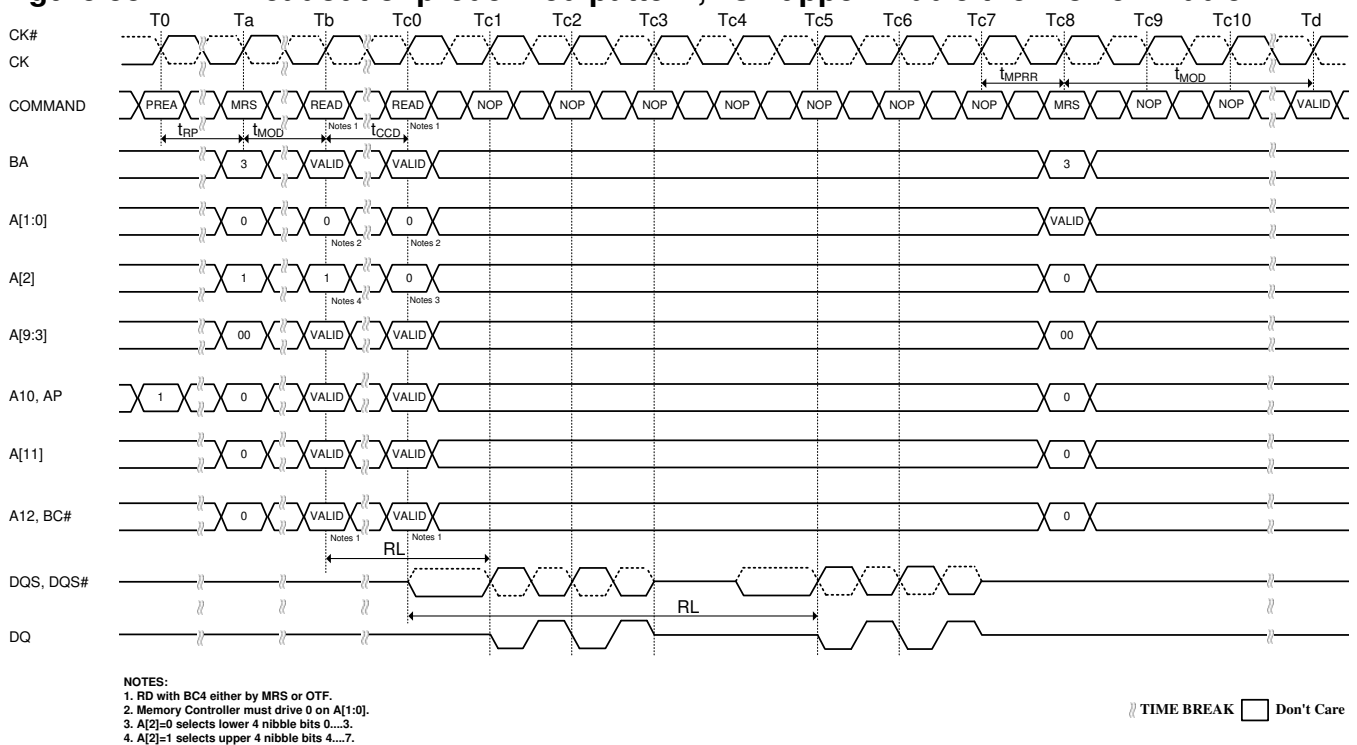 T0 Ta Tb Tc0 Tc1 Tc2 Tc3 Tc4 Tc5 Tc6 Tc7 Tc8 Tc9 Tc10 Td
CK#
CK
tMPRR tMOD
COMMAND PREA MRS READ READ NOP NOP NOP NOP NOP NOP NOP MRS NOP NOP VALID
Notes 1 Notes 1
tRP tMOD tCCD
BA 3 VALID VALID 3
A[1:0] 0 0 0 VALID
Notes 2 Notes 2
A[2] 1 1 0 0
Notes 4 Notes 3
A[9:3] 00 VALID VALID 00
A10, AP 1 0 VALID VALID 0
A[11] 0 VALID VALID 0
A12, BC# 0 VALID VALID 0
Notes 1 Notes 1
RL
DQS, DQS#
RL
DQ
NOTES:
1. RD with BC4 either by MRS or OTF.
2. Memory Controller must drive 0 on A[1:0].
3. A[2]=0 selects lower 4 nibble bits 0....3.
4. A[2]=1 selects upper 4 nibble bits 4....7.
TIME BREAK Don't Care